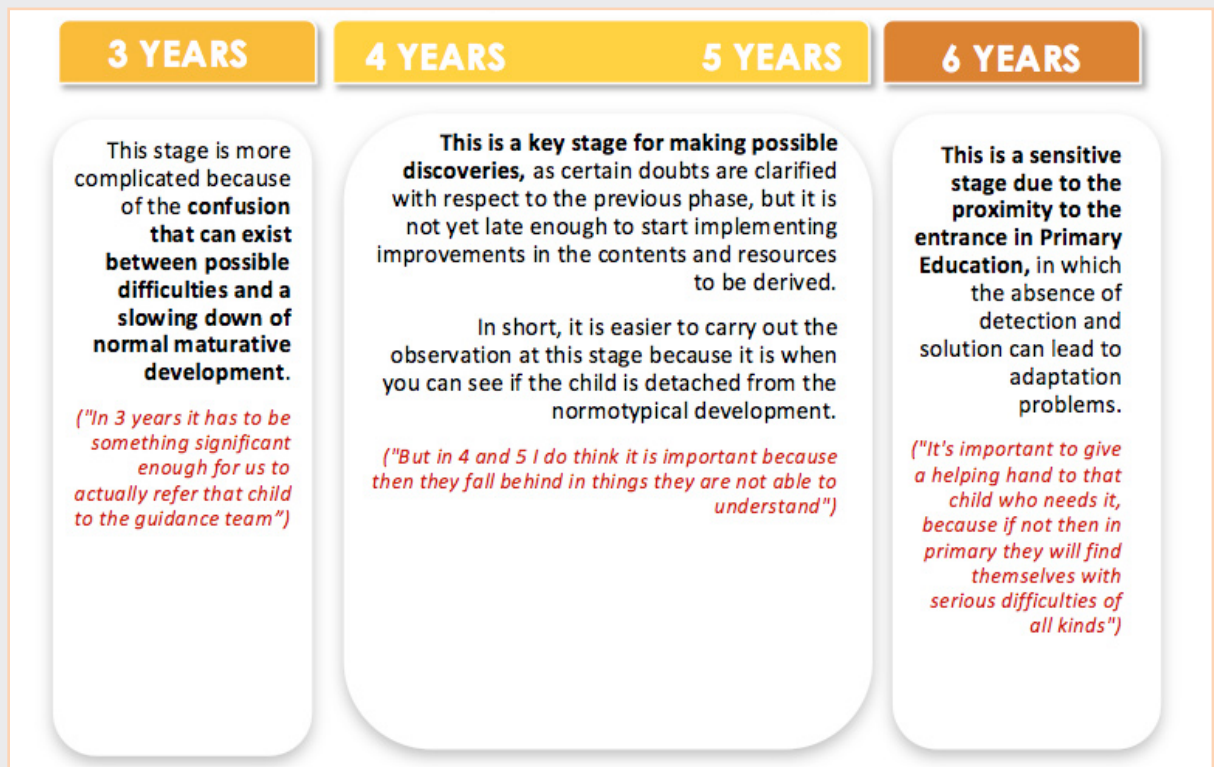 3 YEARS
This stage is more
complicated because
of the confusion
that can exist
between possible
difficulties and a
slowing down of
normal maturative
development.
("In 3 years it has to be
something significant
enough for us to
actually refer that child
to the guidance team”)
4 YEARS
5 YEARS
This is a key stage for making possible
discoveries, as certain doubts are clarified
with respect to the previous phase, but it is
not yet late enough to start implementing
improvements in the contents and resources
to be derived.
In short, it is easier to carry out the
observation at this stage because it is when
you can see if the child is detached from the
normotypical development.
("But in 4 and 5 I do think it is important because
then they fall behind in things they are not able to
understand")
6 YEARS
This is a sensitive
stage due to the
proximity to the
entrance in Primary
Education, in which
the absence of
detection and
solution can lead to
adaptation
problems.
("It's important to give
a helping hand to that
child who needs it,
because if not then in
primary they will find
themselves with
serious difficulties of
all kinds")